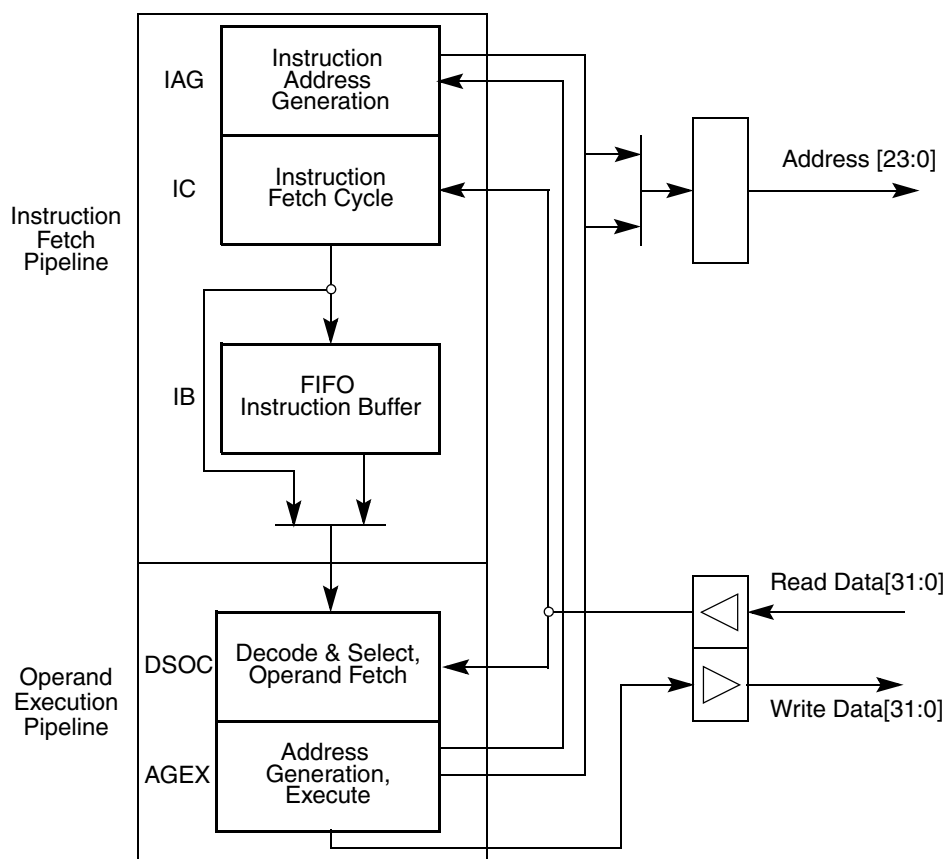 IAG
Instruction
Address
Generation
Address [23:0]
IC
Instruction
Fetch Cycle
Instruction
Fetch
Pipeline
IB
FIFO
Instruction Buffer
Read Data[31:0]
DSOC
Decode & Select,
Operand Fetch
Operand
Execution
Pipeline
Write Data[31:0]
AGEX
Address
Generation,
Execute